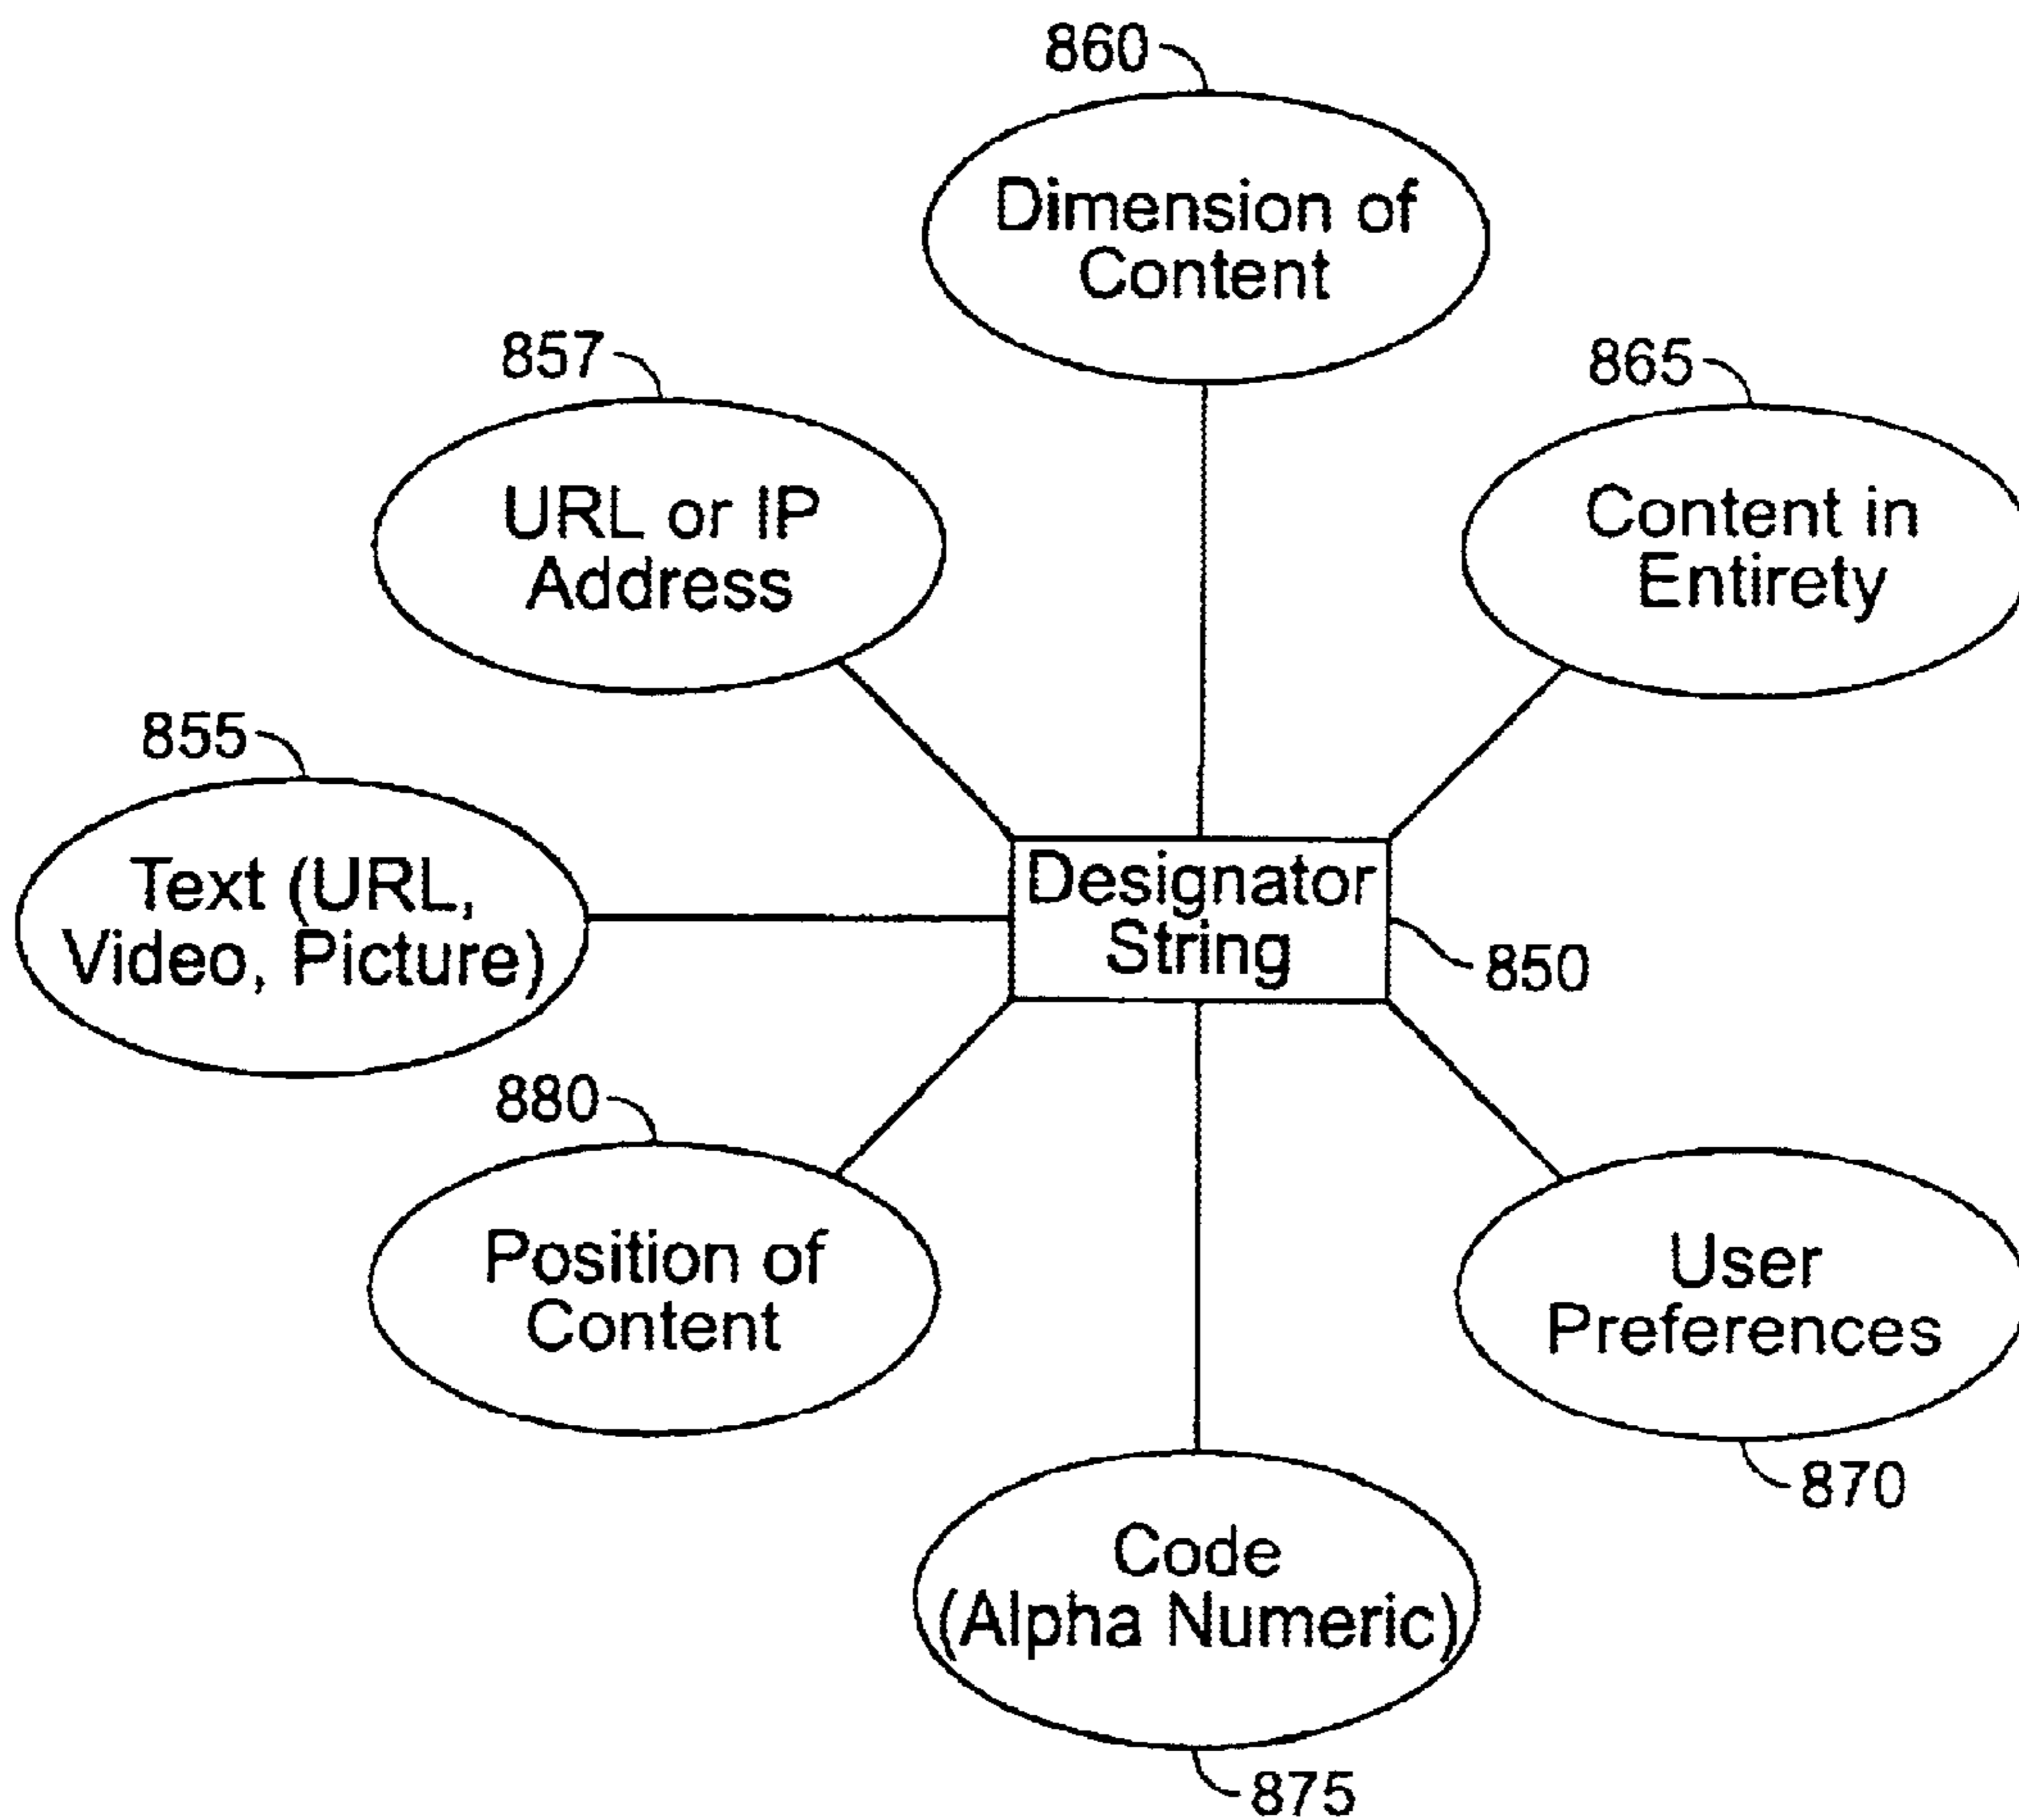 860
Dimension of
Content
857
URL or IP
Address
865
Content in
Entirety
855
Text (URL,
Video, Picture)
Designator
String
850
880
Position of
Content
User
Preferences
870
Code
(Alpha Numeric)
875